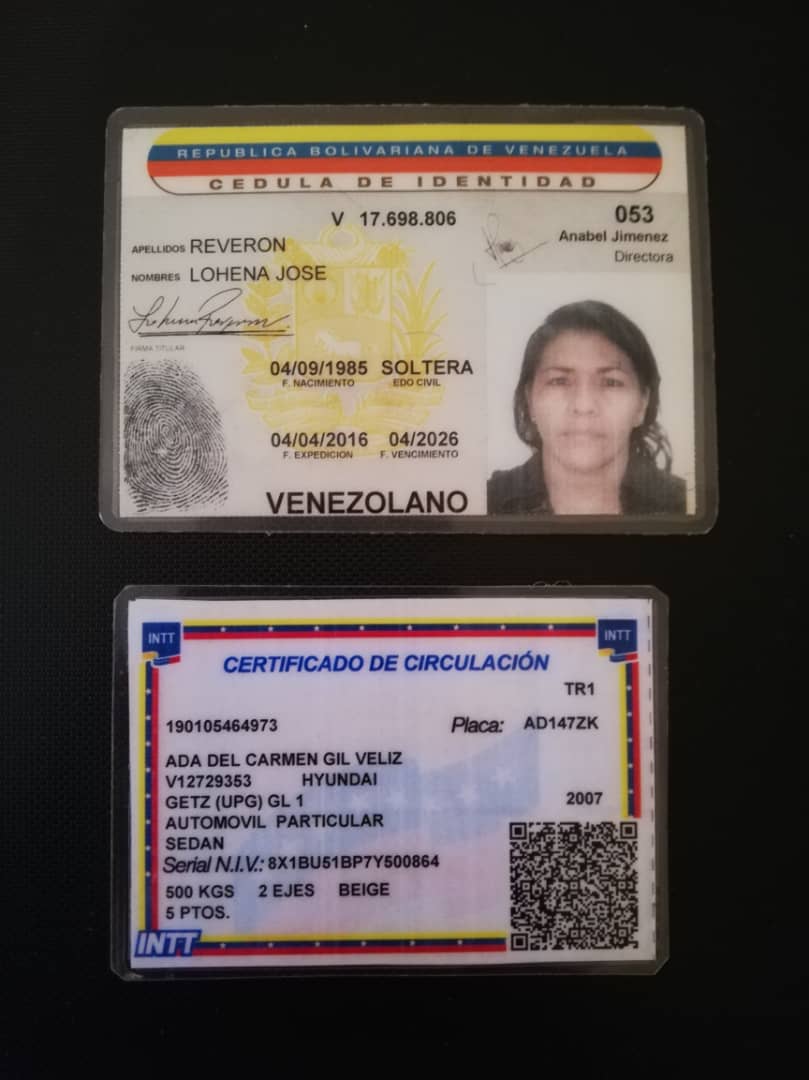 REPUBLICA BOLIVARIANA DE VENEZUELA
CEDULA DE IDENTIDAD
V 17.698.806
053
Anabel Jimenez
Directora
APELLIDOS REVERON
NOMBRES LOHENA JOSE
FIRMA TITULAR
04/09/1985 SOLTERA
F. NACIMIENTO EDO CIVIL
04/04/2016 04/2026
F. EXPEDICION F. VENCIMIENTO
VENEZOLANO
INTT INTT
CERTIFICADO DE CIRCULACIÓN
TR1
190105464973 Placa: AD147ZK
ADA DEL CARMEN GIL VELIZ
V12729353 HYUNDAI
GETZ (UPG) GL 1 2007
AUTOMOVIL PARTICULAR
SEDAN
Serial N.I.V.: 8X1BU51BP7Y500864
500 KGS 2 EJES BEIGE
5 PTOS.
INTT